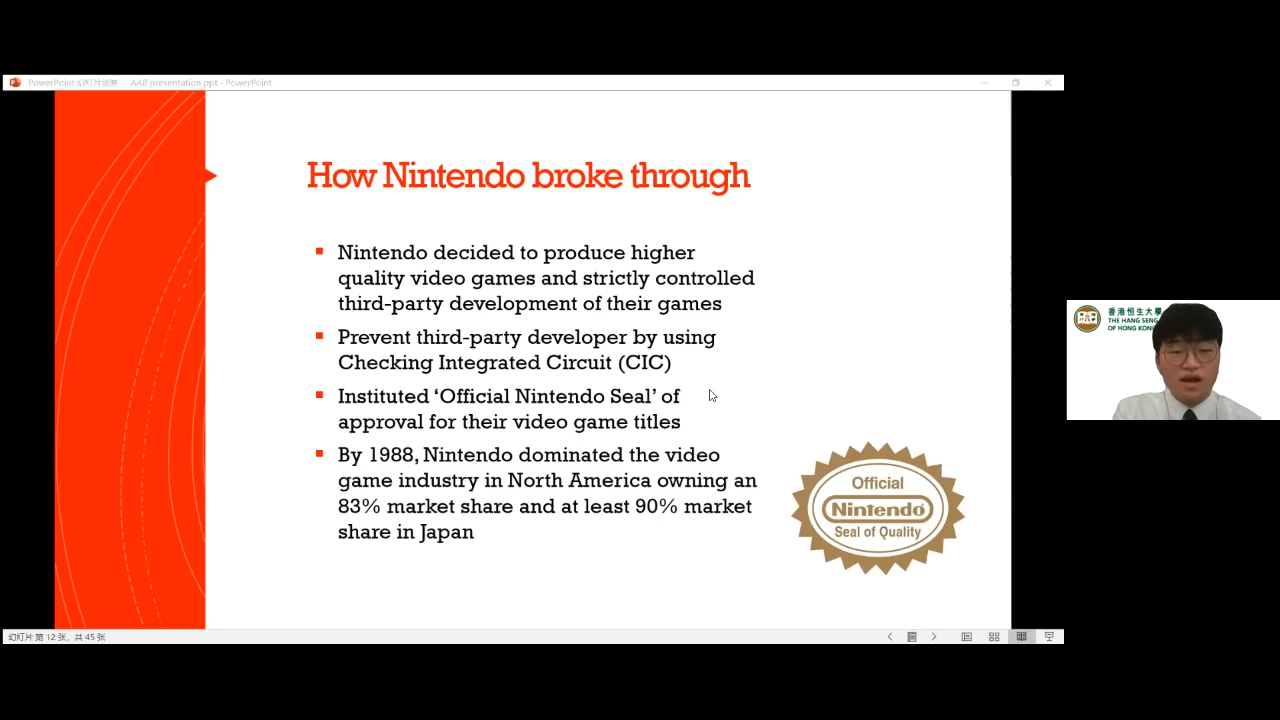 PowerPoint 幻灯片放映 - AAB presentation ppt - PowerPoint
How Nintendo broke through
Nintendo decided to produce higher
quality video games and strictly controlled
third-party development of their games
Prevent third-party developer by using
Checking Integrated Circuit (CIC)
Instituted ‘Official Nintendo Seal’ of
approval for their video game titles
By 1988, Nintendo dominated the video
game industry in North America owning an
83% market share and at least 90% market
share in Japan
Official
Nintendo
Seal of Quality
香港恒生大學
THE HANG SENG
OF HONG KONG
幻灯片 第 12 张，共 45 张